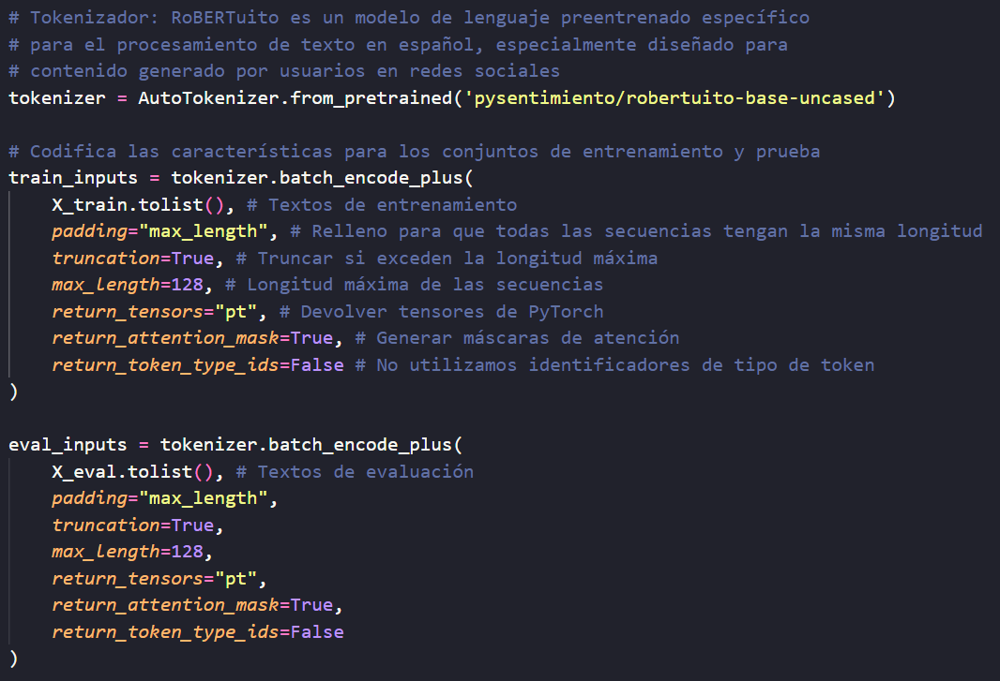 # Tokenizador: RoBERTuito es un modelo de lenguaje preentrenado específico
# para el procesamiento de texto en español, especialmente diseñado para
# contenido generado por usuarios en redes sociales
tokenizer = AutoTokenizer.from_pretrained('pysentimiento/robertuito-base-uncased')

# Codifica las características para los conjuntos de entrenamiento y prueba
train_inputs = tokenizer.batch_encode_plus(
    X_train.tolist(), # Textos de entrenamiento
    padding="max_length", # Relleno para que todas las secuencias tengan la misma longitud
    truncation=True, # Truncar si exceden la longitud máxima
    max_length=128, # Longitud máxima de las secuencias
    return_tensors="pt", # Devolver tensores de PyTorch
    return_attention_mask=True, # Generar máscaras de atención
    return_token_type_ids=False # No utilizamos identificadores de tipo de token
)

eval_inputs = tokenizer.batch_encode_plus(
    X_eval.tolist(), # Textos de evaluación
    padding="max_length",
    truncation=True,
    max_length=128,
    return_tensors="pt",
    return_attention_mask=True,
    return_token_type_ids=False
)